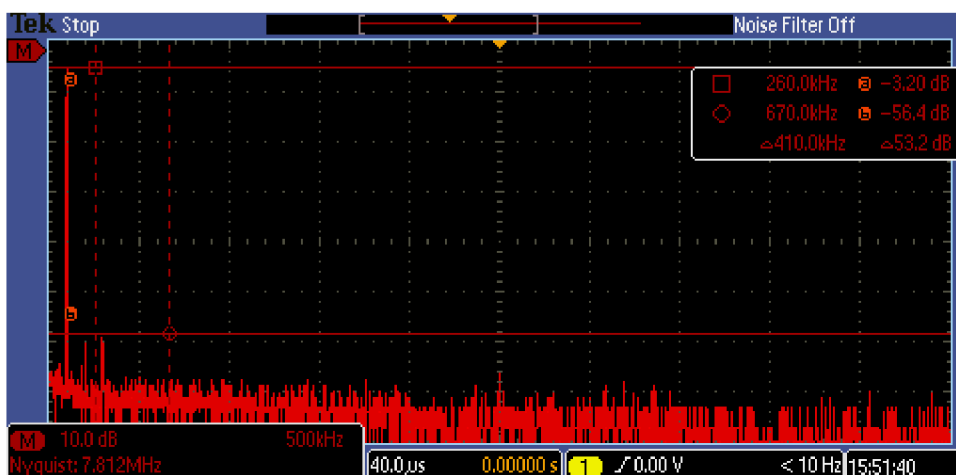 Tek Stop
Noise Filter Off
M
a
260.0kHz a -3.20 dB
670.0kHz b -56.4 dB
△410.0kHz △53.2 dB
b
M 10.0 dB 500kHz
Nyquist: 7.812MHz
40.0µs 0.00000 s 1 / 0.00 V < 10 Hz 15:51:40